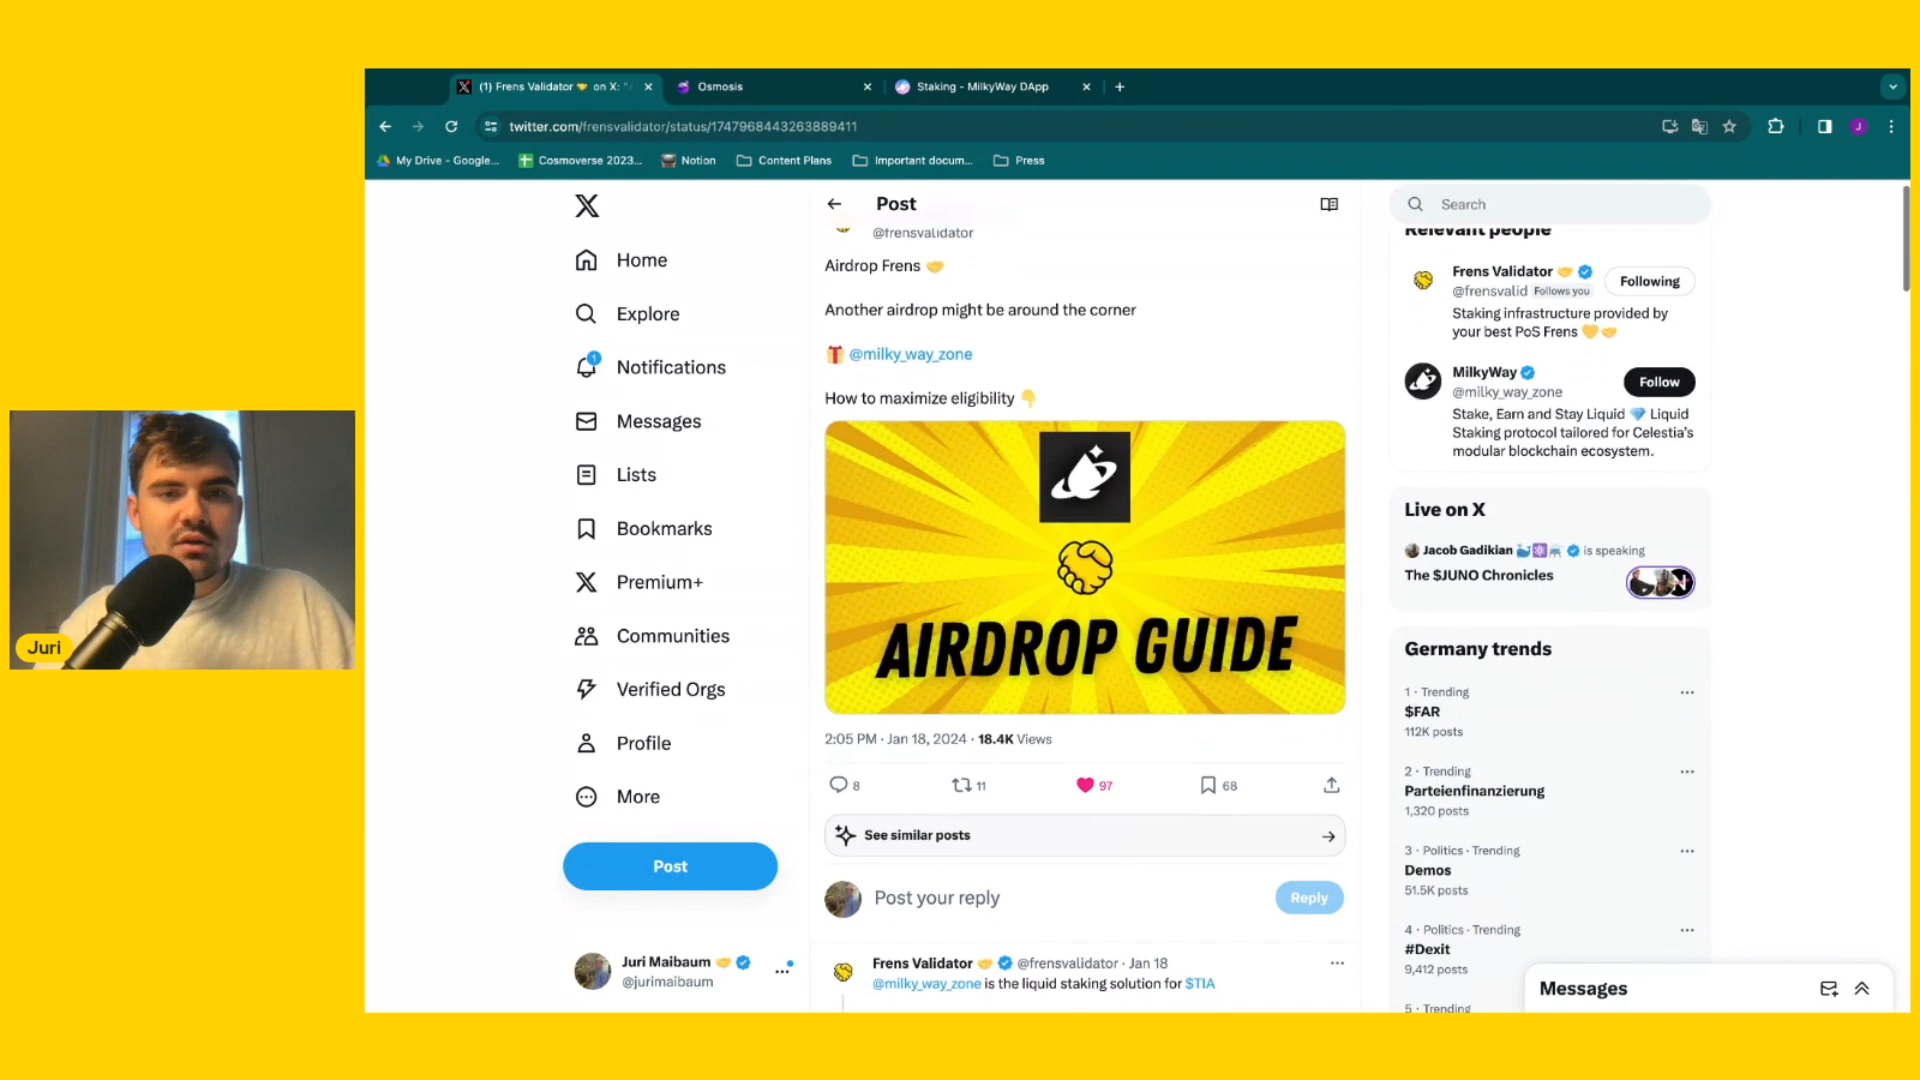 (1) Frens Validator 🤝 on X: "/
Osmosis
Staking - MilkyWay DApp
twitter.com/frensvalidator/status/1747968443263889411
J
My Drive - Google...
Cosmoverse 2023...
Notion
Content Plans
Important docum...
Press
Home
Explore
1
Notifications
Messages
Lists
Bookmarks
Premium+
Communities
Verified Orgs
Profile
More
Post
Juri Maibaum 🤝
@jurimaibaum
Post
@frensvalidator
Airdrop Frens 🤝
Another airdrop might be around the corner
🎁 @milky_way_zone
How to maximize eligibility 👇
AIRDROP GUIDE
2:05 PM · Jan 18, 2024 · 18.4K Views
8
11
97
68
See similar posts
Post your reply
Reply
Frens Validator 🤝 @frensvalidator · Jan 18
@milky_way_zone is the liquid staking solution for $TIA
Search
Relevant people
Frens Validator 🤝
Following
@frensvalid Follows you
Staking infrastructure provided by
your best PoS Frens 💛🤝
MilkyWay
Follow
@milky_way_zone
Stake, Earn and Stay Liquid 💎 Liquid
Staking protocol tailored for Celestia's
modular blockchain ecosystem.
Live on X
Jacob Gadikian is speaking
The $JUNO Chronicles
Germany trends
1 · Trending
$FAR
112K posts
2 · Trending
Parteienfinanzierung
1,320 posts
3 · Politics · Trending
Demos
51.5K posts
4 · Politics · Trending
#Dexit
9,412 posts
5 · Trending
Messages
Juri